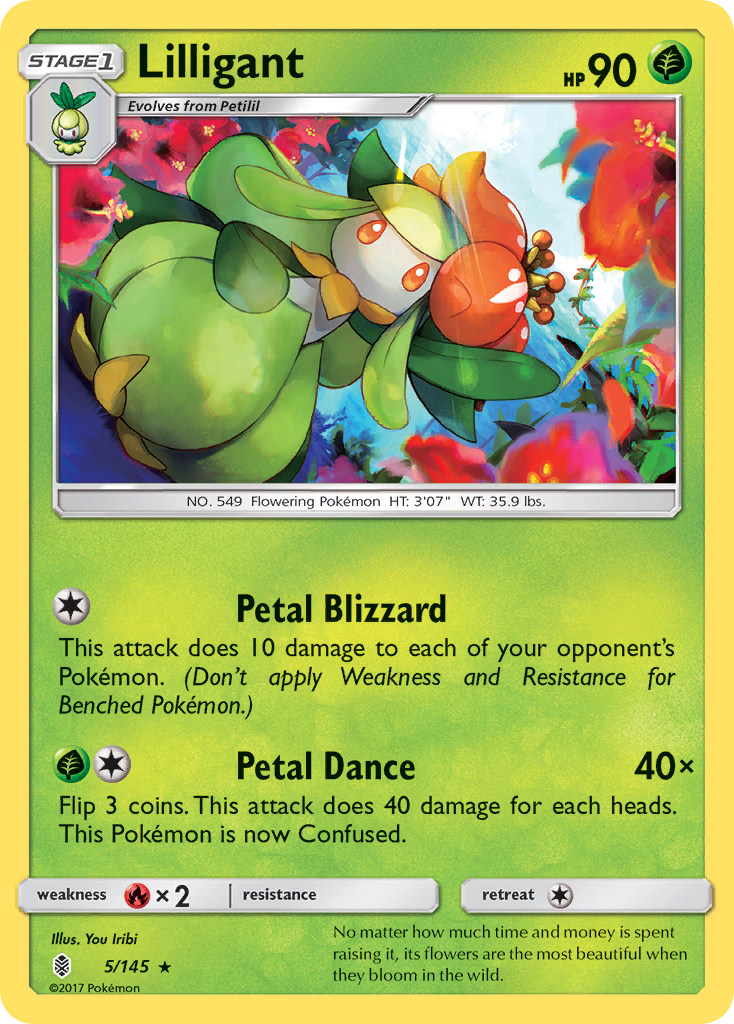 STAGE1
Lilligant
HP 90
Evolves from Petilil
NO. 549 Flowering Pokémon HT: 3'07" WT: 35.9 lbs.
Petal Blizzard
This attack does 10 damage to each of your opponent's
Pokémon. (Don't apply Weakness and Resistance for
Benched Pokémon.)
Petal Dance 40×
Flip 3 coins. This attack does 40 damage for each heads.
This Pokémon is now Confused.
weakness × 2 resistance retreat
Illus. You Iribi
5/145 ★
©2017 Pokémon
No matter how much time and money is spent
raising it, its flowers are the most beautiful when
they bloom in the wild.